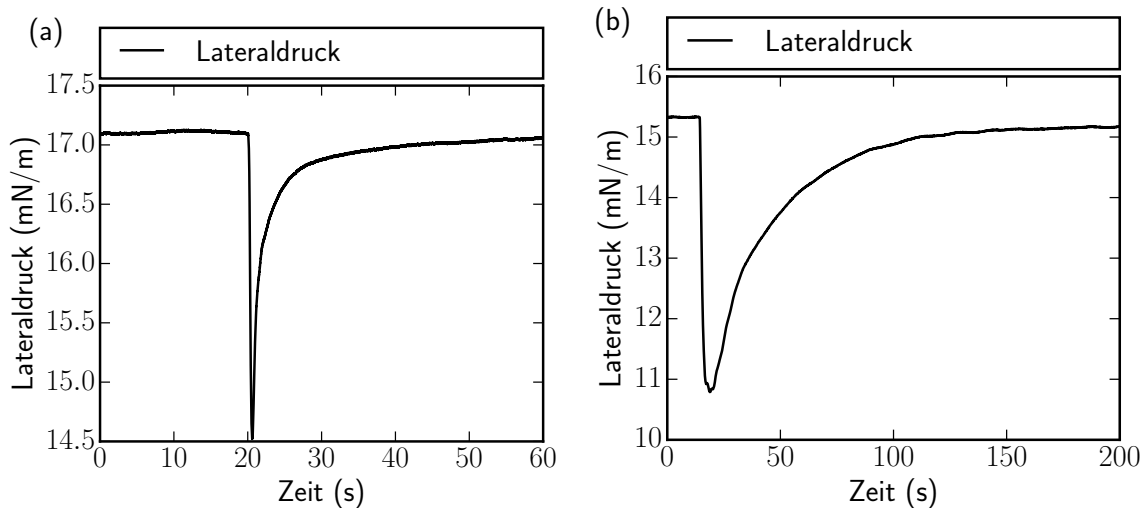 (a)
Lateraldruck
17.5
17.0
16.5
16.0
15.5
15.0
14.5
0 10 20 30 40 50 60
Lateraldruck (mN/m)
Zeit (s)
(b)
Lateraldruck
16
15
14
13
12
11
10
0 50 100 150 200
Lateraldruck (mN/m)
Zeit (s)